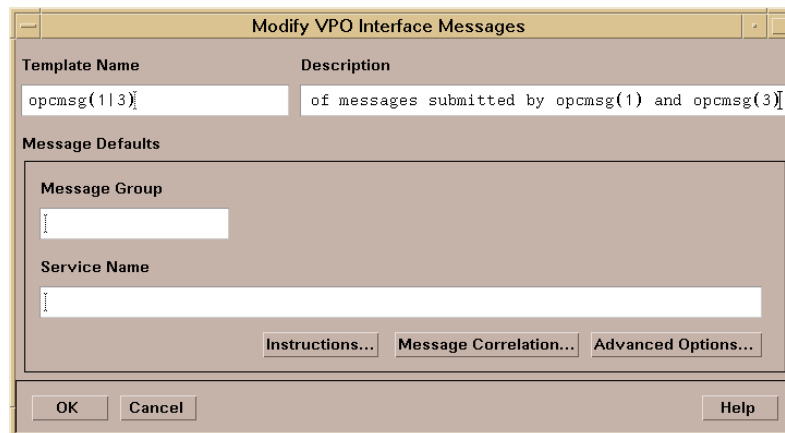 Modify VPO Interface Messages
Template Name
Description
opcmsg(1|3)
of messages submitted by opcmsg(1) and opcmsg(3)
Message Defaults
Message Group
Service Name
Instructions... Message Correlation... Advanced Options...
OK Cancel Help